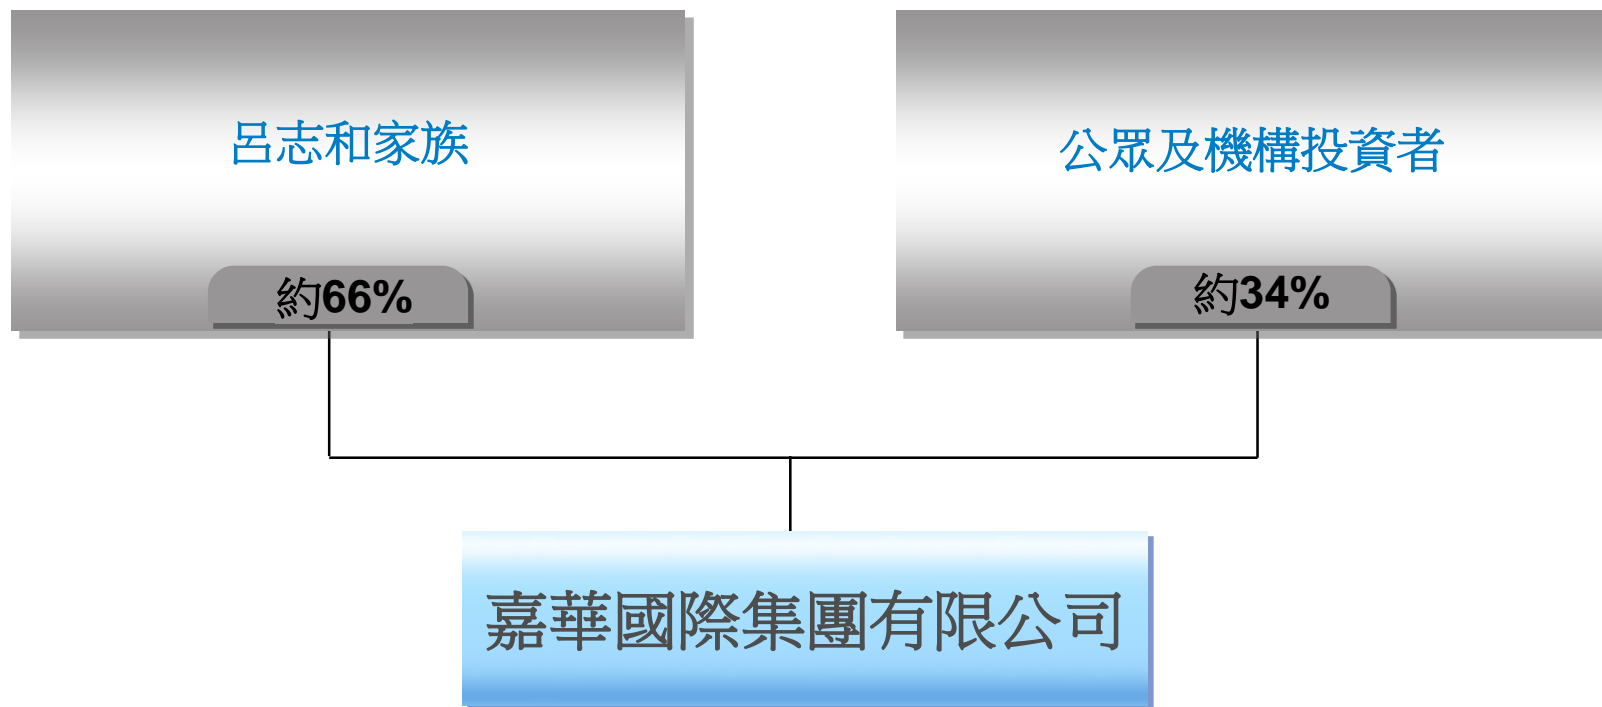 呂志和家族
公眾及機構投資者
約66%
約34%
嘉華國際集團有限公司